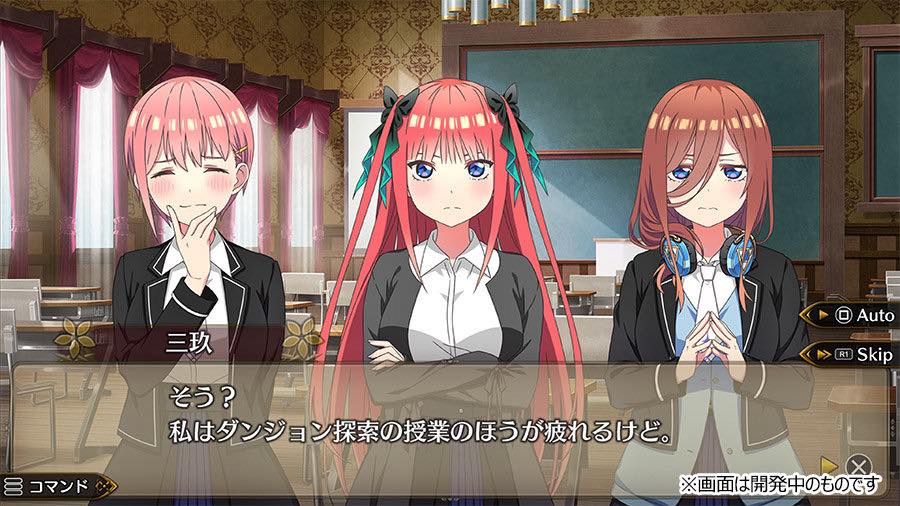 Auto
R1 Skip
三玖
そう？
私はダンジョン探索の授業のほうが疲れるけど。
コマンド
※画面は開発中のものです